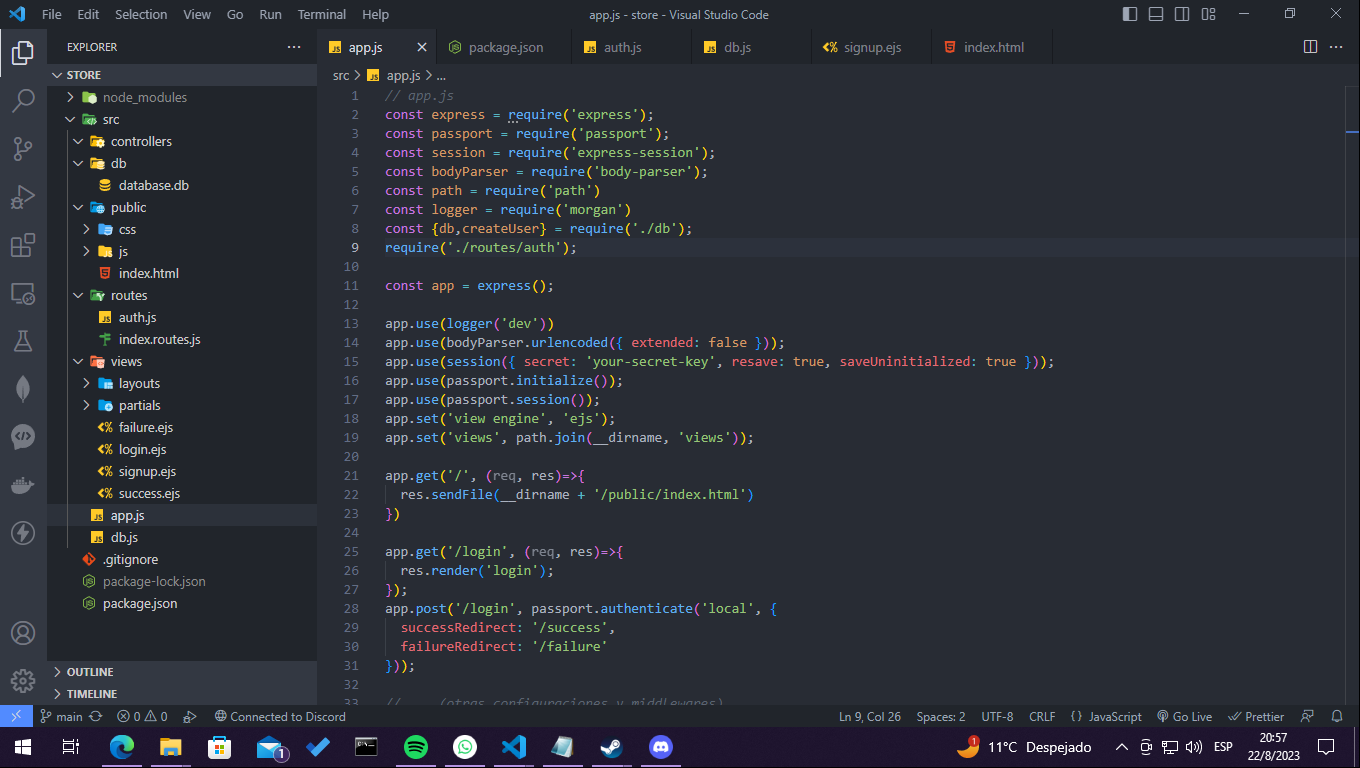 File Edit Selection View Go Run Terminal Help
app.js - store - Visual Studio Code
EXPLORER
STORE
node_modules
src
controllers
db
database.db
public
css
js
index.html
routes
auth.js
index.routes.js
views
layouts
partials
failure.ejs
login.ejs
signup.ejs
success.ejs
app.js
db.js
.gitignore
package-lock.json
package.json
OUTLINE
TIMELINE
app.js package.json auth.js db.js signup.ejs index.html
src > app.js > ...
1 // app.js
2 const express = require('express');
3 const passport = require('passport');
4 const session = require('express-session');
5 const bodyParser = require('body-parser');
6 const path = require('path')
7 const logger = require('morgan')
8 const {db,createUser} = require('./db');
9 require('./routes/auth');
10
11 const app = express();
12
13 app.use(logger('dev'))
14 app.use(bodyParser.urlencoded({ extended: false }));
15 app.use(session({ secret: 'your-secret-key', resave: true, saveUninitialized: true }));
16 app.use(passport.initialize());
17 app.use(passport.session());
18 app.set('view engine', 'ejs');
19 app.set('views', path.join(__dirname, 'views'));
20
21 app.get('/', (req, res)=>{
22 res.sendFile(__dirname + '/public/index.html')
23 })
24
25 app.get('/login', (req, res)=>{
26 res.render('login');
27 });
28 app.post('/login', passport.authenticate('local', {
29 successRedirect: '/success',
30 failureRedirect: '/failure'
31 }));
32
33 // ... (otras configuraciones y middlewares)
main 0 0 Connected to Discord
Ln 9, Col 26 Spaces: 2 UTF-8 CRLF {} JavaScript Go Live Prettier
1
1 11°C Despejado
ESP
20:57
22/8/2023